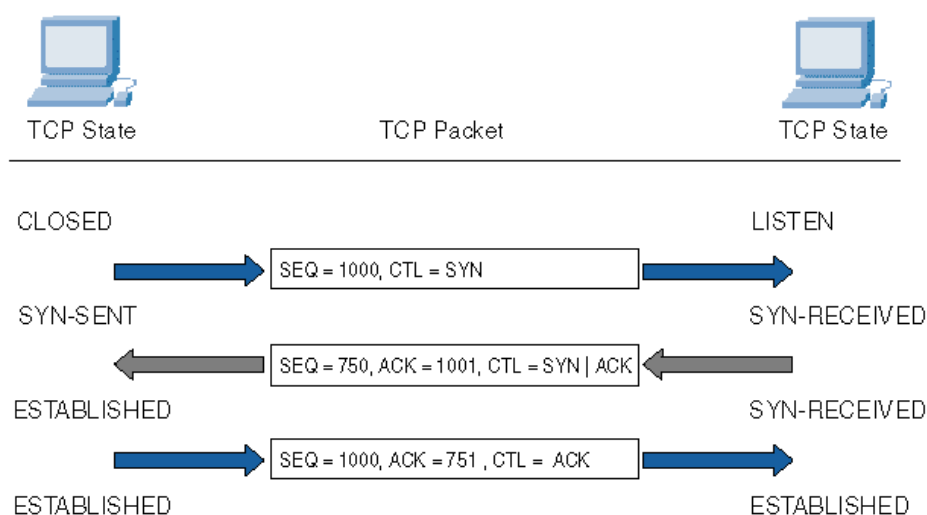 TCP State
TCP Packet
TCP State
CLOSED
LISTEN
SEQ = 1000, CTL = SYN
SYN-SENT
SYN-RECEIVED
SEQ = 750, ACK = 1001, CTL = SYN | ACK
ESTABLISHED
SYN-RECEIVED
SEQ = 1000, ACK = 751 , CTL = ACK
ESTABLISHED
ESTABLISHED